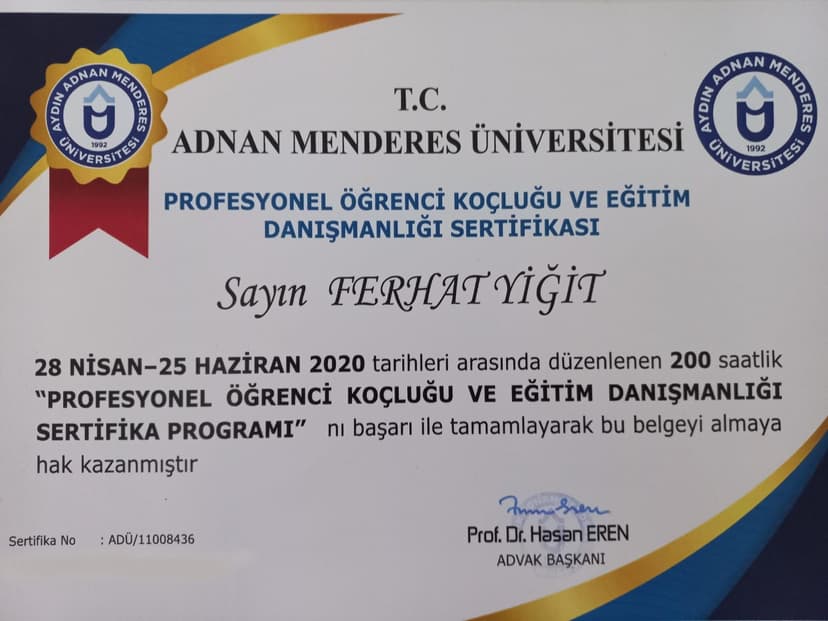 AYDIN ADNAN MENDERES ÜNİVERSİTESİ
1992
AYDIN ADNAN MENDERES ÜNİVERSİTESİ
1992
T.C.
ADNAN MENDERES ÜNİVERSİTESİ
PROFESYONEL ÖĞRENCİ KOÇLUĞU VE EĞİTİM
DANIŞMANLIĞI SERTİFİKASI
Sayın FERHAT YİĞİT
28 NİSAN–25 HAZİRAN 2020 tarihleri arasında düzenlenen 200 saatlik
“PROFESYONEL ÖĞRENCİ KOÇLUĞU VE EĞİTİM DANIŞMANLIĞI
SERTİFİKA PROGRAMI” nı başarı ile tamamlayarak bu belgeyi almaya
hak kazanmıştır
Sertifika No : ADÜ/11008436
Prof. Dr. Hasan EREN
ADVAK BAŞKANI